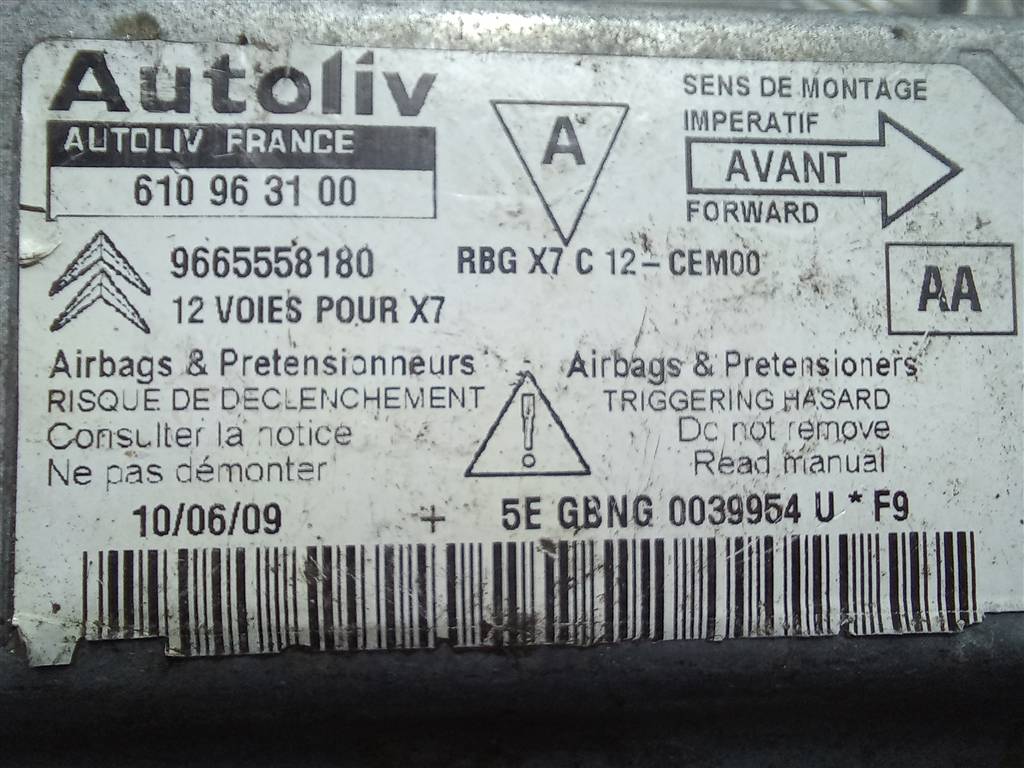 Autoliv
AUTOLIV FRANCE
610 96 31 00
A
SENS DE MONTAGE
IMPERATIF
AVANT
FORWARD
9665558180
RBG X7 C 12-CEM00
AA
12 VOIES POUR X7
Airbags & Pretensionneurs
RISQUE DE DECLENCHEMENT
Consulter la notice
Ne pas démonter
!
Airbags & Pretensioners
TRIGGERING HASARD
Do not remove
Read manual
10/06/09 + 5E GBNG 0039954 U * F9